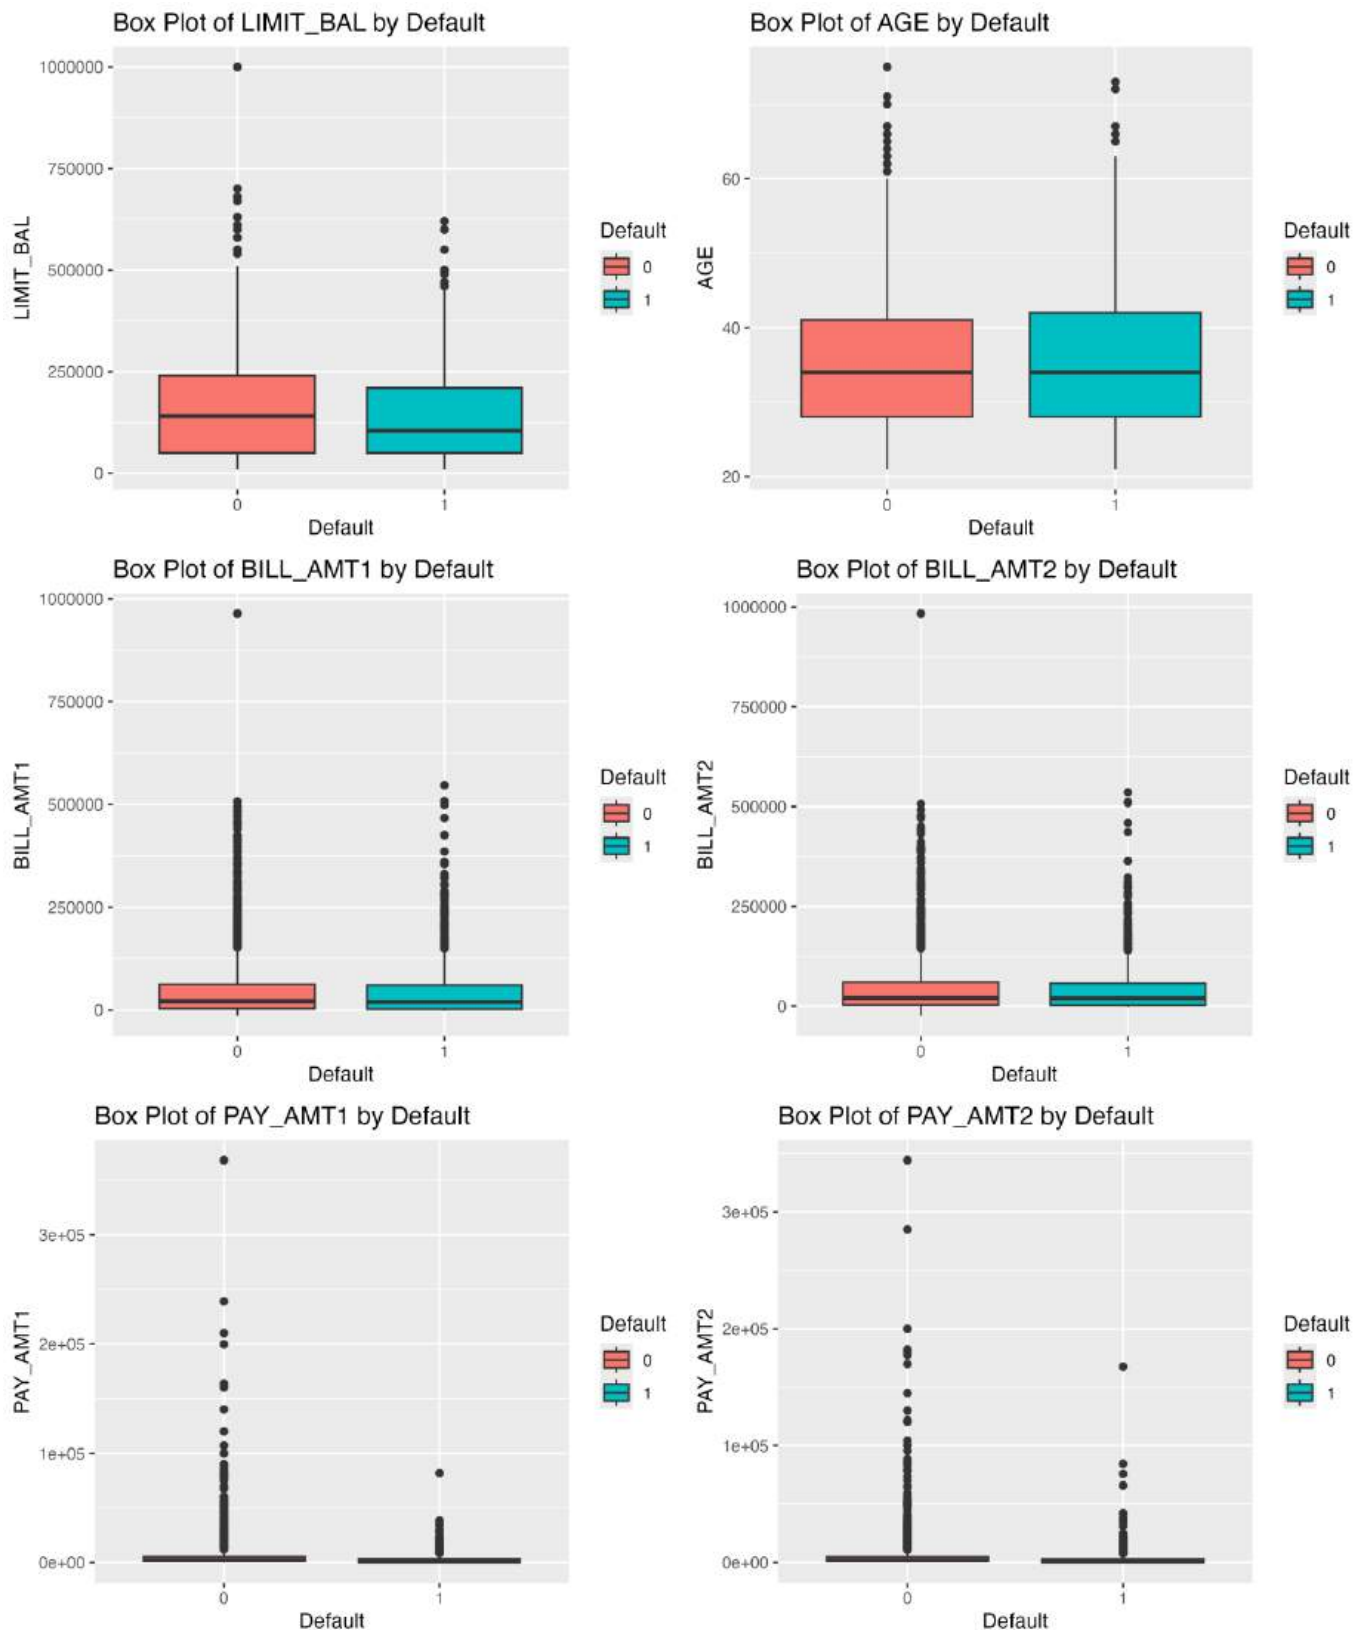 Box Plot of LIMIT_BAL by Default
1000000
750000
500000
250000
0
LIMIT_BAL
0 1
Default
Default
0
1
Box Plot of AGE by Default
60
40
20
AGE
0 1
Default
Default
0
1
Box Plot of BILL_AMT1 by Default
1000000
750000
500000
250000
0
BILL_AMT1
0 1
Default
Default
0
1
Box Plot of BILL_AMT2 by Default
1000000
750000
500000
250000
0
BILL_AMT2
0 1
Default
Default
0
1
Box Plot of PAY_AMT1 by Default
3e+05
2e+05
1e+05
0e+00
PAY_AMT1
0 1
Default
Default
0
1
Box Plot of PAY_AMT2 by Default
3e+05
2e+05
1e+05
0e+00
PAY_AMT2
0 1
Default
Default
0
1